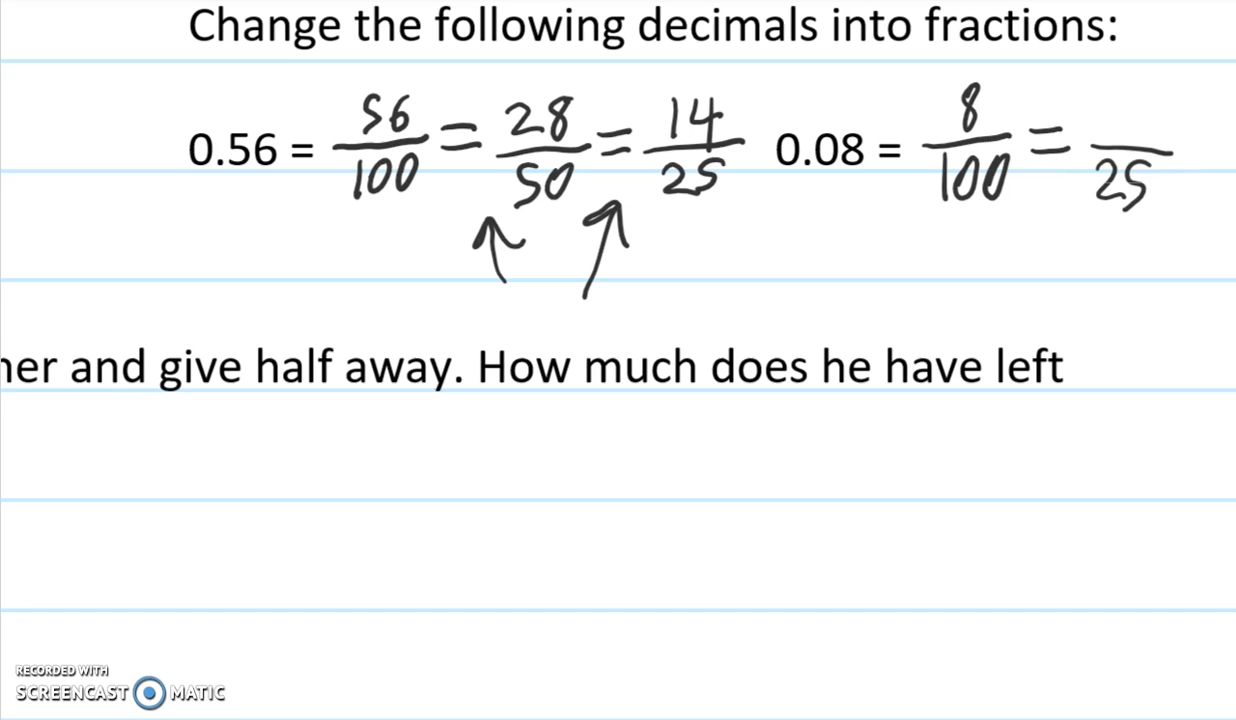 Change the following decimals into fractions:
0.56 = 56/100 = 28/50 = 14/25 0.08 = 8/100 = /25
her and give half away. How much does he have left
RECORDED WITH
SCREENCAST MATIC